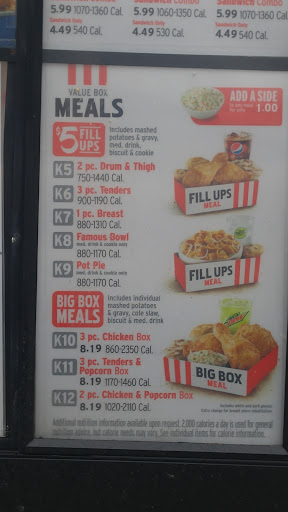 Sandwich Combo
5.99 1070-1360 Cal.
Sandwich Only
4.49 540 Cal.
5.99 1060-1350 Cal.
Sandwich Only
4.49 530 Cal.
5.99 1070-1360 Cal
4.49 540 Cal.
VALUE BOX
MEALS
$5 FILL UPS
Includes mashed
potatoes & gravy,
med. drink,
biscuit & cookie
ADD A SIDE
1.00
K5 2 pc. Drum & Thigh
750-1440 Cal.
K6 3 pc. Tenders
900-1190 Cal.
K7 1 pc. Breast
880-1310 Cal.
K8 Famous Bowl
med. drink & cookie only
880-1170 Cal.
K9 Pot Pie
med. drink & cookie only
880-1170 Cal.
FILL UPS
MEAL
FILL UPS
MEAL
BIG BOX
MEALS
Includes individual
mashed potatoes
& gravy, cole slaw,
biscuit & med. drink
K10 3 pc. Chicken Box
8.19 860-2350 Cal.
K11 3 pc. Tenders &
Popcorn Box
8.19 1170-1460 Cal.
K12 2 pc. Chicken & Popcorn Box
8.19 1020-2110 Cal.
BIG BOX
MEAL
Additional nutrition information available upon request. 2,000 calories a day is used for general
nutrition advice, but calorie needs may vary. See individual items for calorie information.